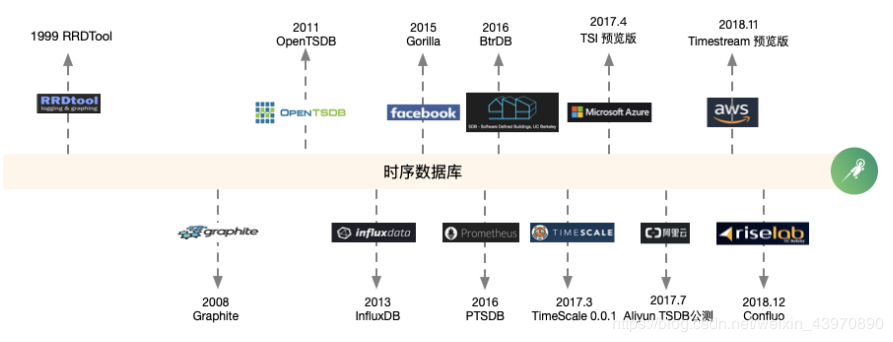 1999 RRDTool
2011
OpenTSDB
2015
Gorilla
2016
BtrDB
2017.4
TSI 预览版
2018.11
Timestream 预览版
RRDtool
logging & graphing
OPENTSDB
facebook
SDB - Software Defined Buildings, UC Berkeley
Microsoft Azure
aws
时序数据库
graphite
influxdata
Prometheus
TIMESCALE
阿里云
riselab
UC Berkeley
2008
Graphite
2013
InfluxDB
2016
PTSDB
2017.3
TimeScale 0.0.1
2017.7
Aliyun TSDB公测
2018.12
Confluo
https://blog.csdn.net/weixin_43970890